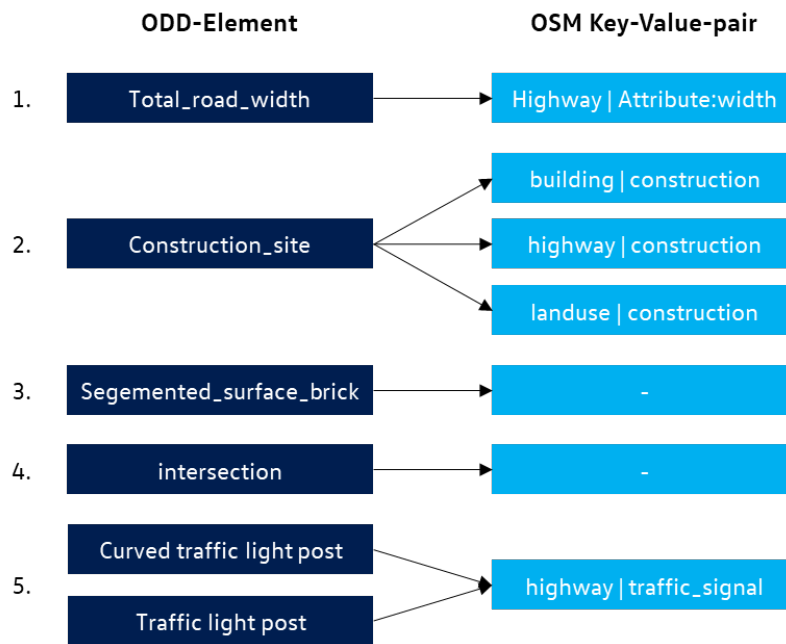 ODD-Element OSM Key-Value-pair
1. Total_road_width Highway | Attribute:width
building | construction
2. Construction_site highway | construction
landuse | construction
3. Segemented_surface_brick -
4. intersection -
Curved traffic light post
5. highway | traffic_signal
Traffic light post